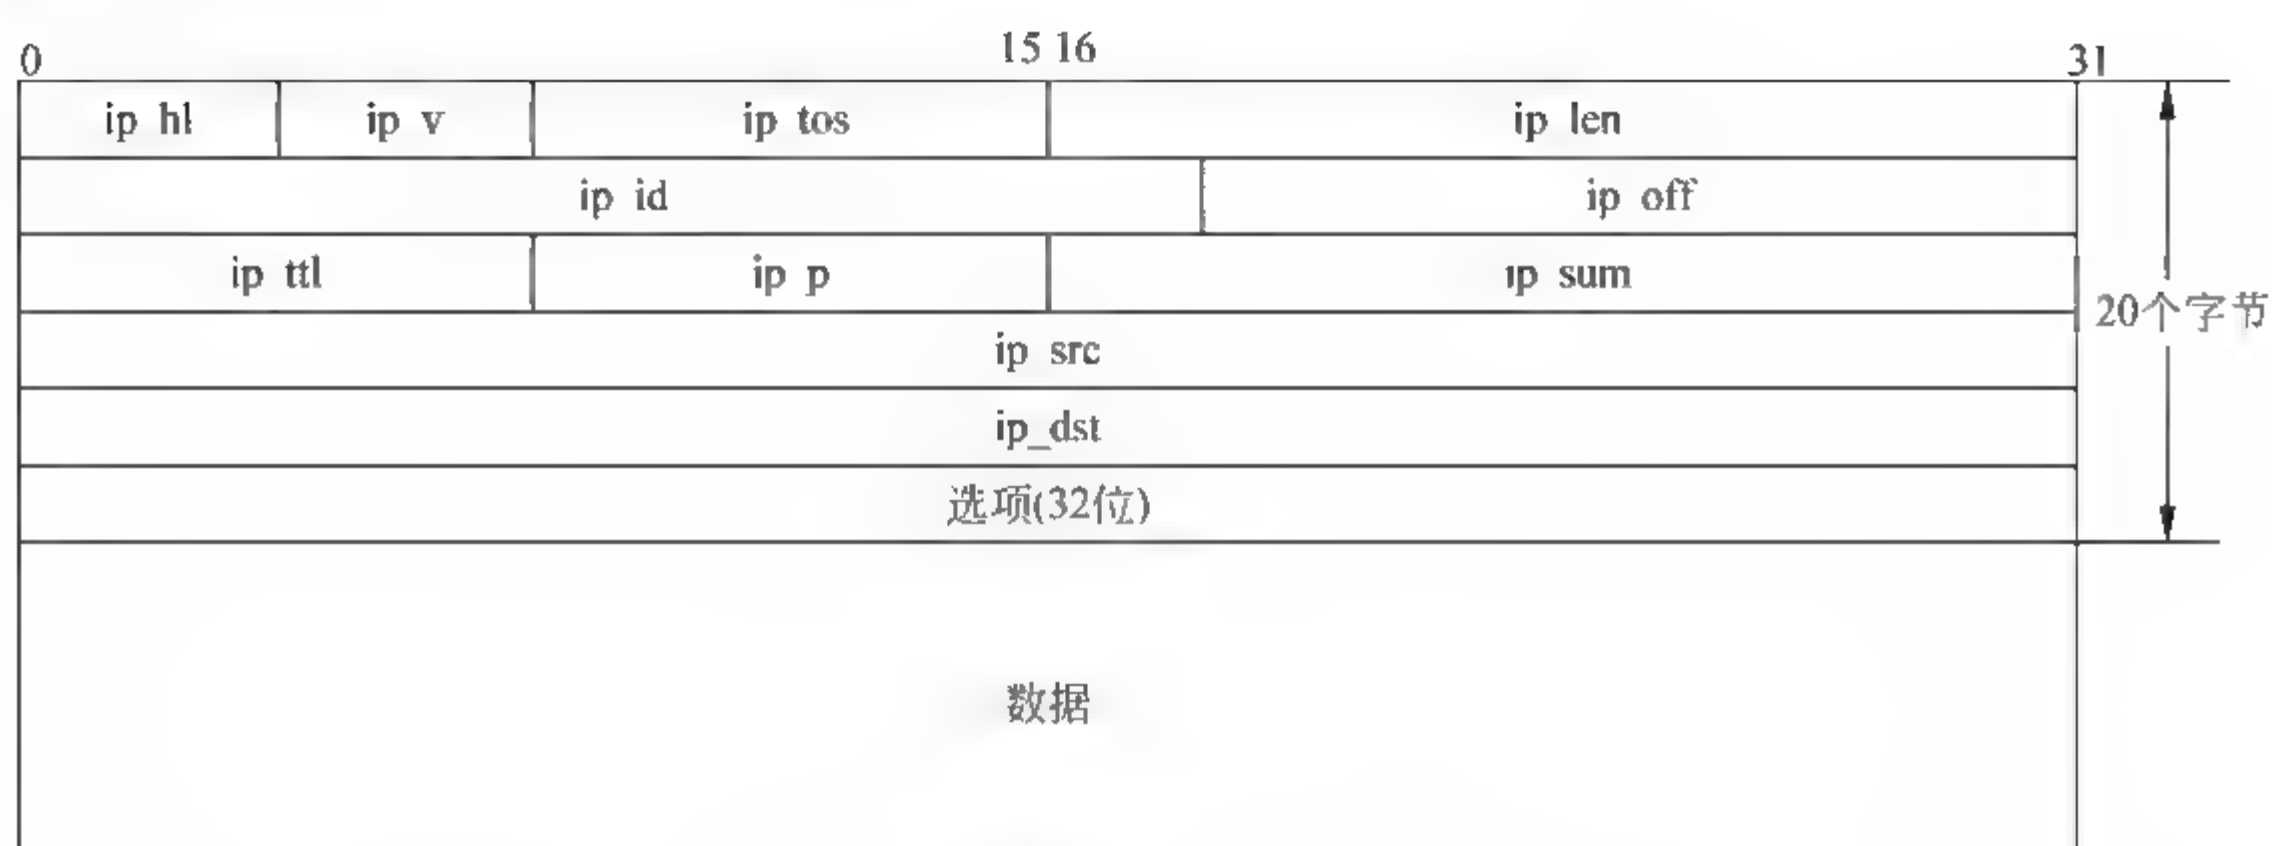 0 15 16 31
ip hl ip v ip tos ip len
ip id ip off
ip ttl ip p ip sum
20个字节
ip src
ip_dst
选项(32位)
数据